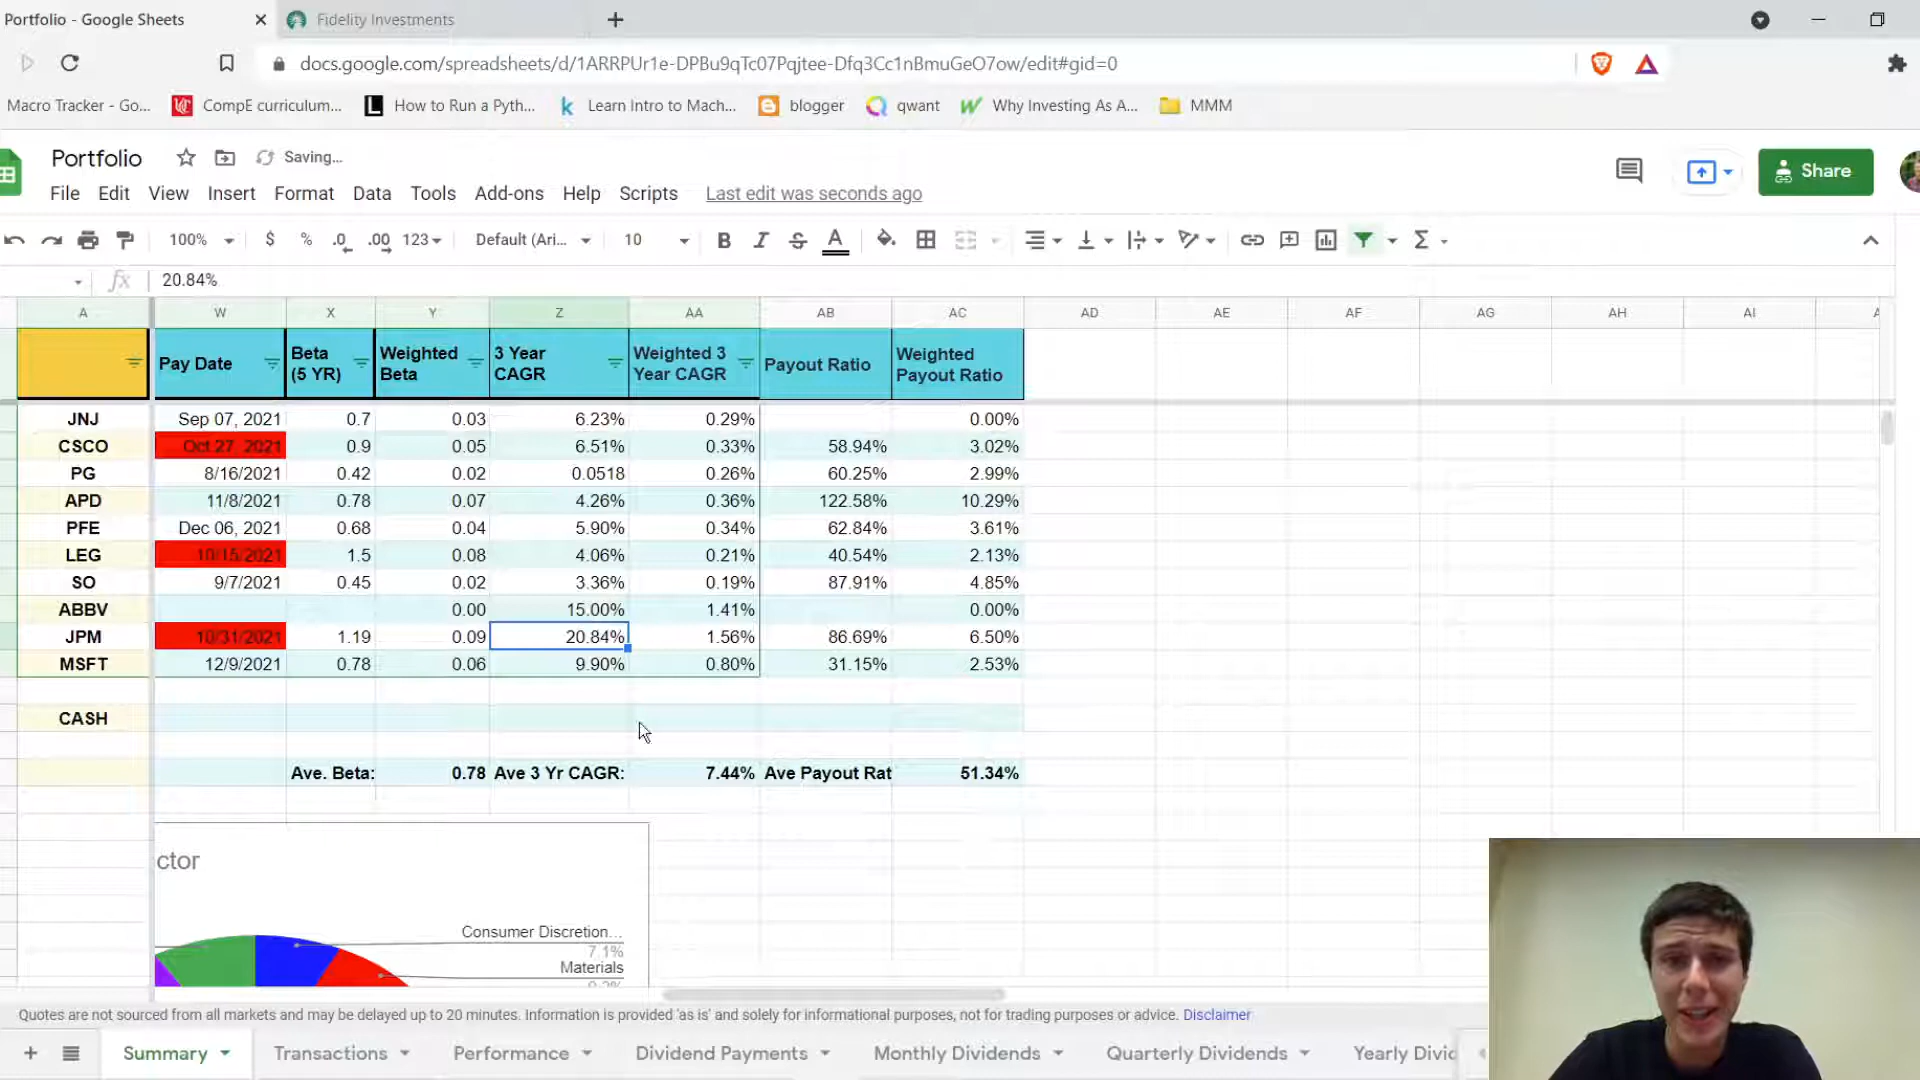 Portfolio - Google Sheets
Fidelity Investments
docs.google.com/spreadsheets/d/1ARRPUr1e-DPBu9qTc07Pqjtee-Dfq3Cc1nBmuGeO7ow/edit#gid=0
Macro Tracker - Go... CompE curriculum... How to Run a Pyth... Learn Intro to Mach... blogger qwant Why Investing As A... MMM
Portfolio Saving...
Share
File Edit View Insert Format Data Tools Add-ons Help Scripts Last edit was seconds ago
100% $ % .0 .00 123 Default (Ari... 10 B I S A
fx 20.84%
A W X Y Z AA AB AC AD AE AF AG AH AI
Pay Date Beta (5 YR) Weighted Beta 3 Year CAGR Weighted 3 Year CAGR Payout Ratio Weighted Payout Ratio
JNJ Sep 07, 2021 0.7 0.03 6.23% 0.29% 0.00%
CSCO Oct 27, 2021 0.9 0.05 6.51% 0.33% 58.94% 3.02%
PG 8/16/2021 0.42 0.02 0.0518 0.26% 60.25% 2.99%
APD 11/8/2021 0.78 0.07 4.26% 0.36% 122.58% 10.29%
PFE Dec 06, 2021 0.68 0.04 5.90% 0.34% 62.84% 3.61%
LEG 10/15/2021 1.5 0.08 4.06% 0.21% 40.54% 2.13%
SO 9/7/2021 0.45 0.02 3.36% 0.19% 87.91% 4.85%
ABBV 0.00 15.00% 1.41% 0.00%
JPM 10/31/2021 1.19 0.09 20.84% 1.56% 86.69% 6.50%
MSFT 12/9/2021 0.78 0.06 9.90% 0.80% 31.15% 2.53%
CASH
Ave. Beta: 0.78 Ave 3 Yr CAGR: 7.44% Ave Payout Rat 51.34%
ctor
Consumer Discretion...
7.1%
Materials
Quotes are not sourced from all markets and may be delayed up to 20 minutes. Information is provided 'as is' and solely for informational purposes, not for trading purposes or advice. Disclaimer
Summary Transactions Performance Dividend Payments Monthly Dividends Quarterly Dividends Yearly Divid